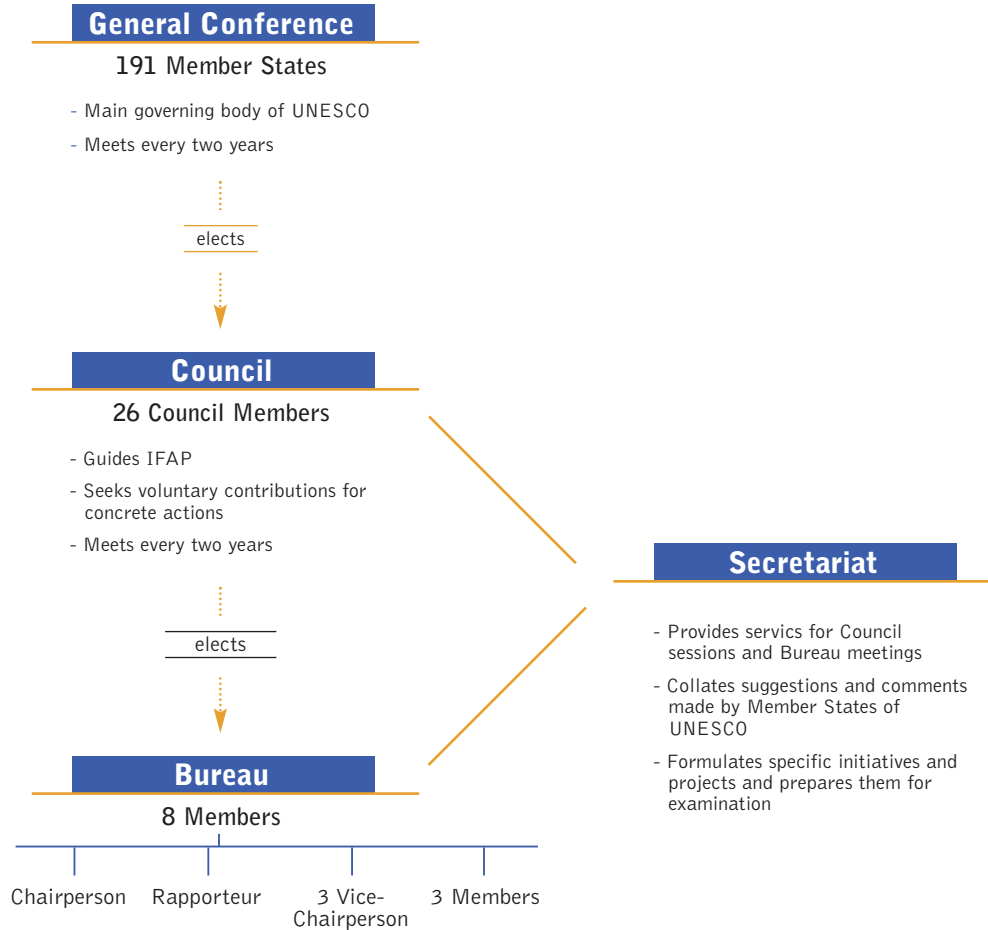 General Conference
191 Member States
- Main governing body of UNESCO
- Meets every two years
elects
Council
26 Council Members
- Guides IFAP
- Seeks voluntary contributions for
concrete actions
- Meets every two years
elects
Bureau
8 Members
Chairperson
Rapporteur
3 Vice-
Chairperson
3 Members
Secretariat
- Provides servics for Council
sessions and Bureau meetings
- Collates suggestions and comments
made by Member States of
UNESCO
- Formulates specific initiatives and
projects and prepares them for
examination